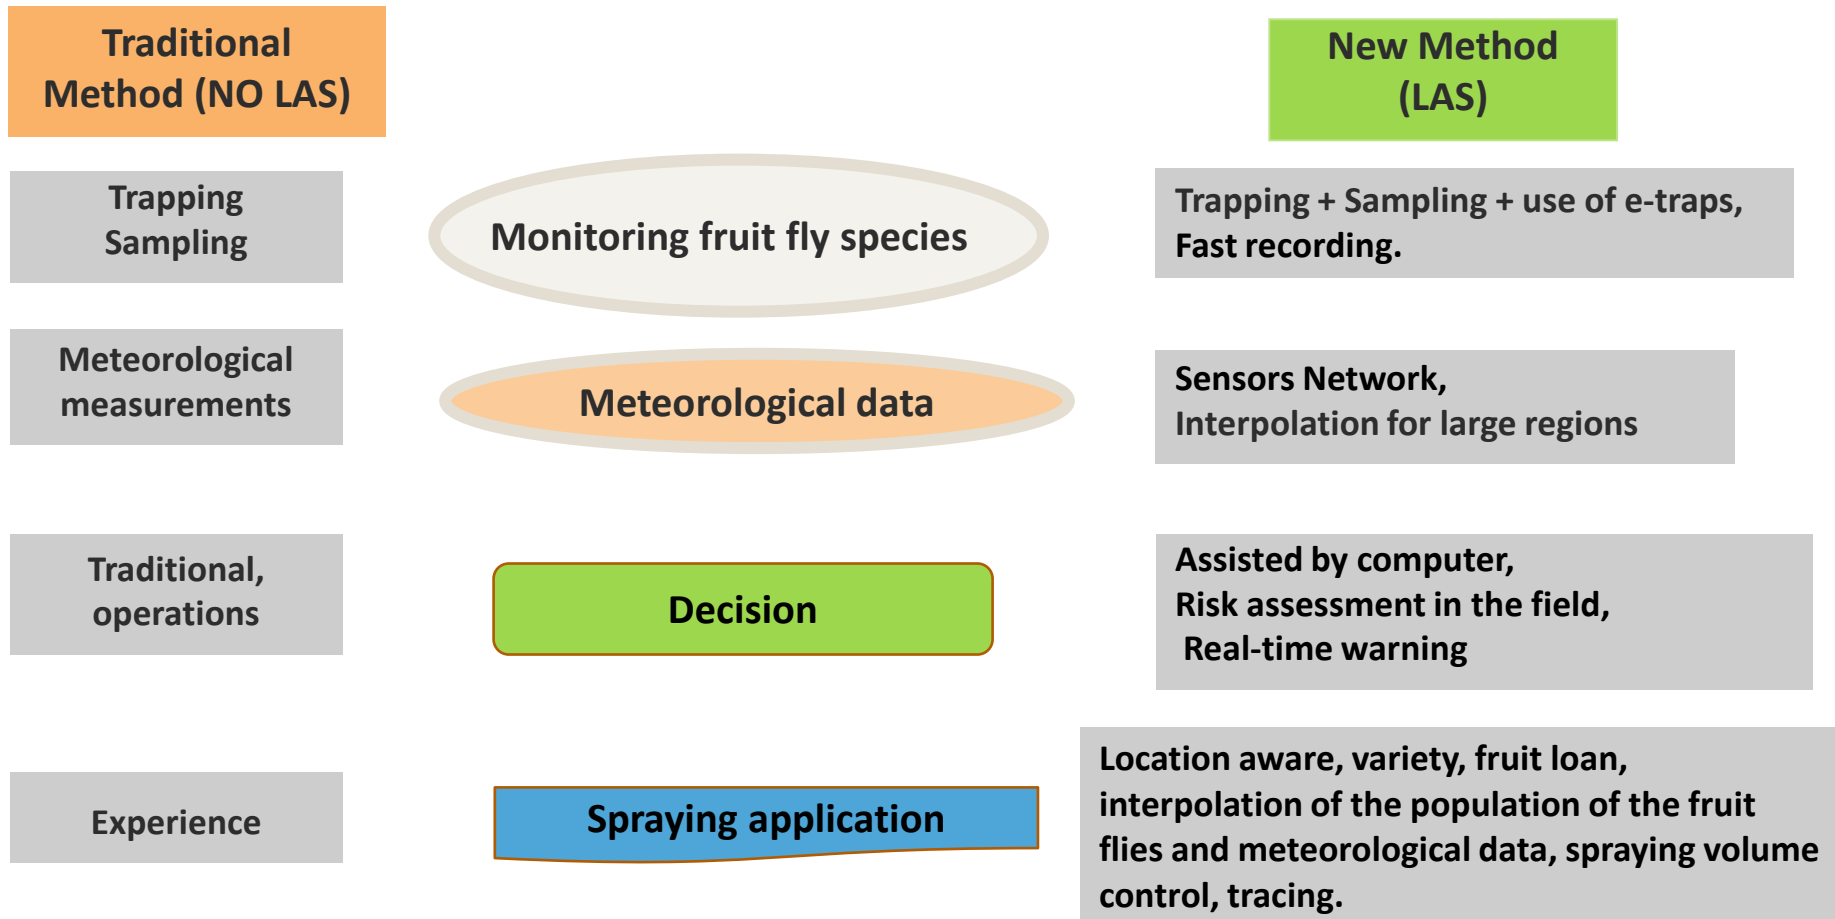 Traditional
Method (NO LAS)
New Method
(LAS)
Trapping
Sampling
Monitoring fruit fly species
Trapping + Sampling + use of e-traps,
Fast recording.
Meteorological
measurements
Meteorological data
Sensors Network,
Interpolation for large regions
Traditional,
operations
Decision
Assisted by computer,
Risk assessment in the field,
Real-time warning
Experience
Spraying application
Location aware, variety, fruit loan,
interpolation of the population of the fruit
flies and meteorological data, spraying volume
control, tracing.